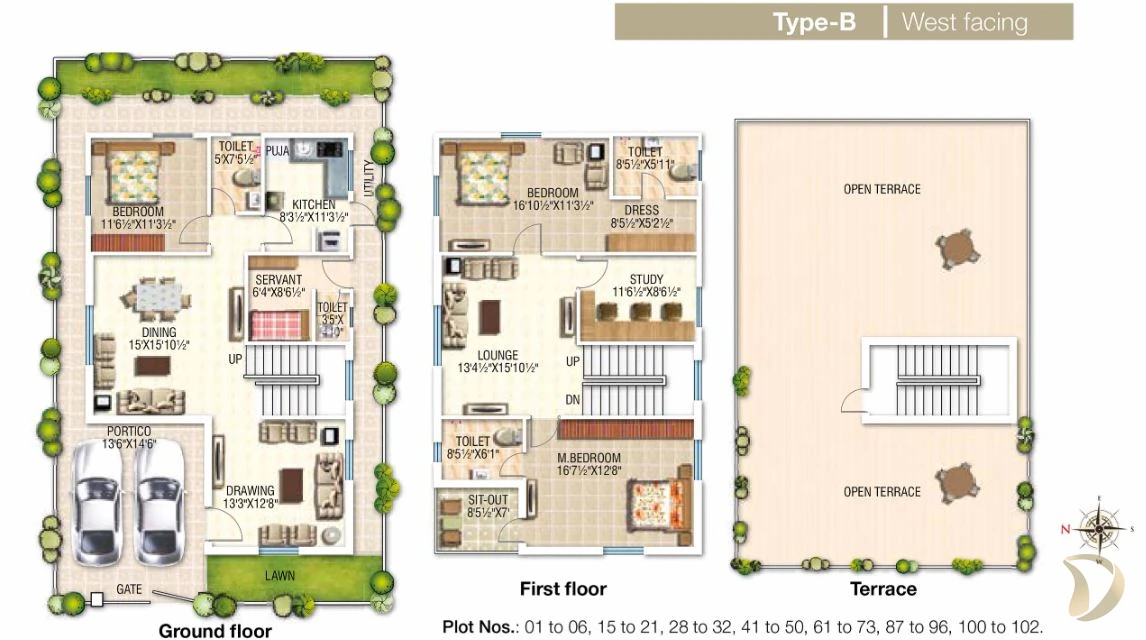 Type-B | West facing
TOILET
5'X7'5½"
PUJA
UTILITY
KITCHEN
8'3½"X11'3½"
BEDROOM
11'6½"X11'3½"
SERVANT
6'4"X8'6½"
TOILET
3'5"X
DINING
15'X15'10½"
UP
PORTICO
13'6"X14'6"
DRAWING
13'3"X12'8"
GATE
LAWN
Ground floor
TOILET
8'5½"X5'11"
BEDROOM
16'10½"X11'3½"
DRESS
8'5½"X5'2½"
STUDY
11'6½"X8'6½"
LOUNGE
13'4½"X15'10½"
UP
DN
TOILET
8'5½"X6'1"
M.BEDROOM
16'7½"X12'8"
SIT-OUT
8'5½"X7'
First floor
OPEN TERRACE
OPEN TERRACE
Terrace
E
N
S
W
Plot Nos.: 01 to 06, 15 to 21, 28 to 32, 41 to 50, 61 to 73, 87 to 96, 100 to 102.